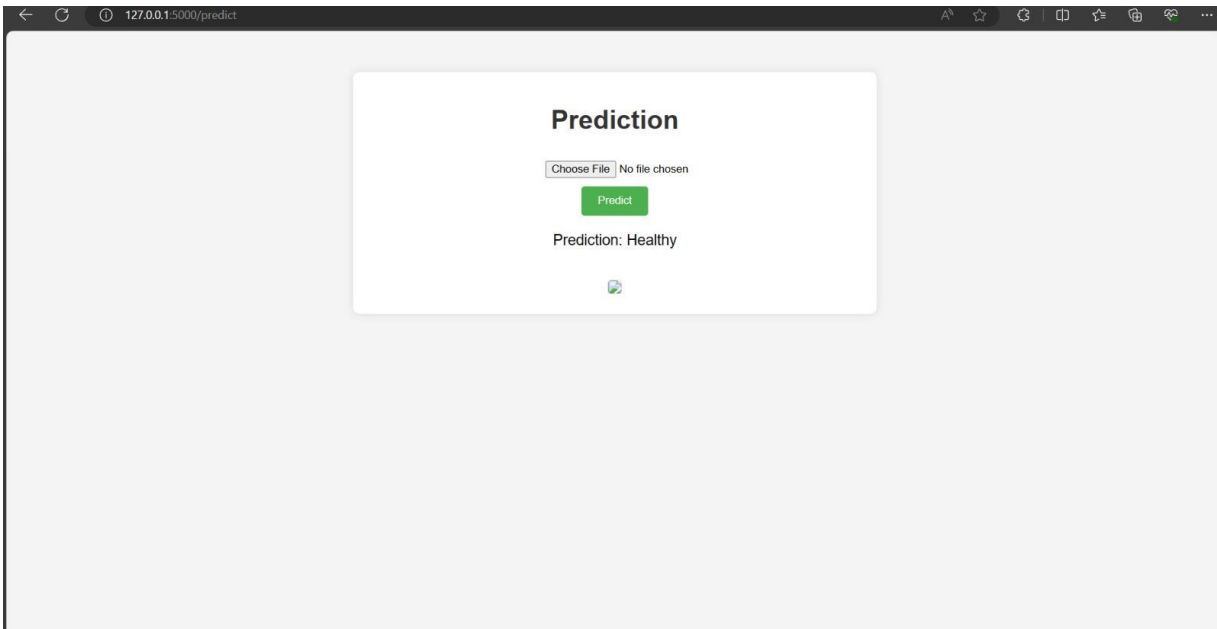 127.0.0.1:5000/predict
Prediction
Choose File No file chosen
Predict
Prediction: Healthy